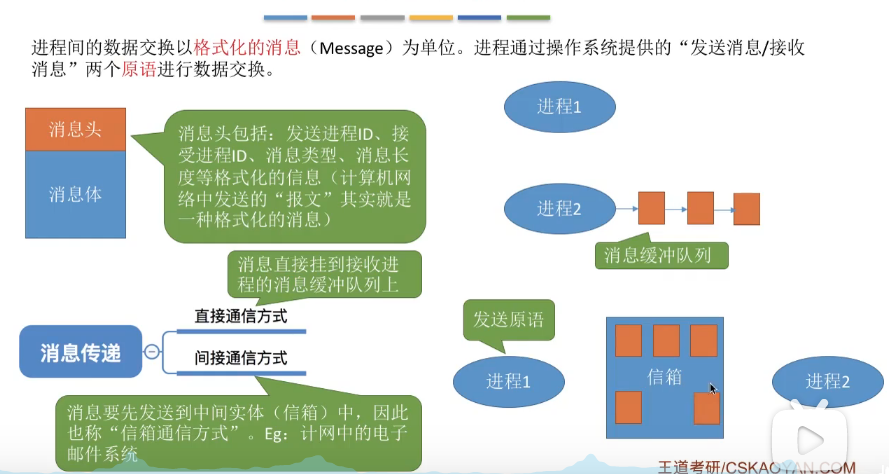 进程间的数据交换以格式化的消息（Message）为单位。进程通过操作系统提供的“发送消息/接收
消息”两个原语进行数据交换。
消息头
消息体
消息头包括：发送进程ID、接
受进程ID、消息类型、消息长
度等格式化的信息（计算机网
络中发送的“报文”其实就是
一种格式化的消息）
进程1
进程2
消息缓冲队列
消息直接挂到接收进
程的消息缓冲队列上
直接通信方式
消息传递
间接通信方式
消息要先发送到中间实体（信箱）中，因此
也称“信箱通信方式”。Eg：计网中的电子
邮件系统
发送原语
进程1
信箱
进程2
王道考研/CSKAOYAN.COM